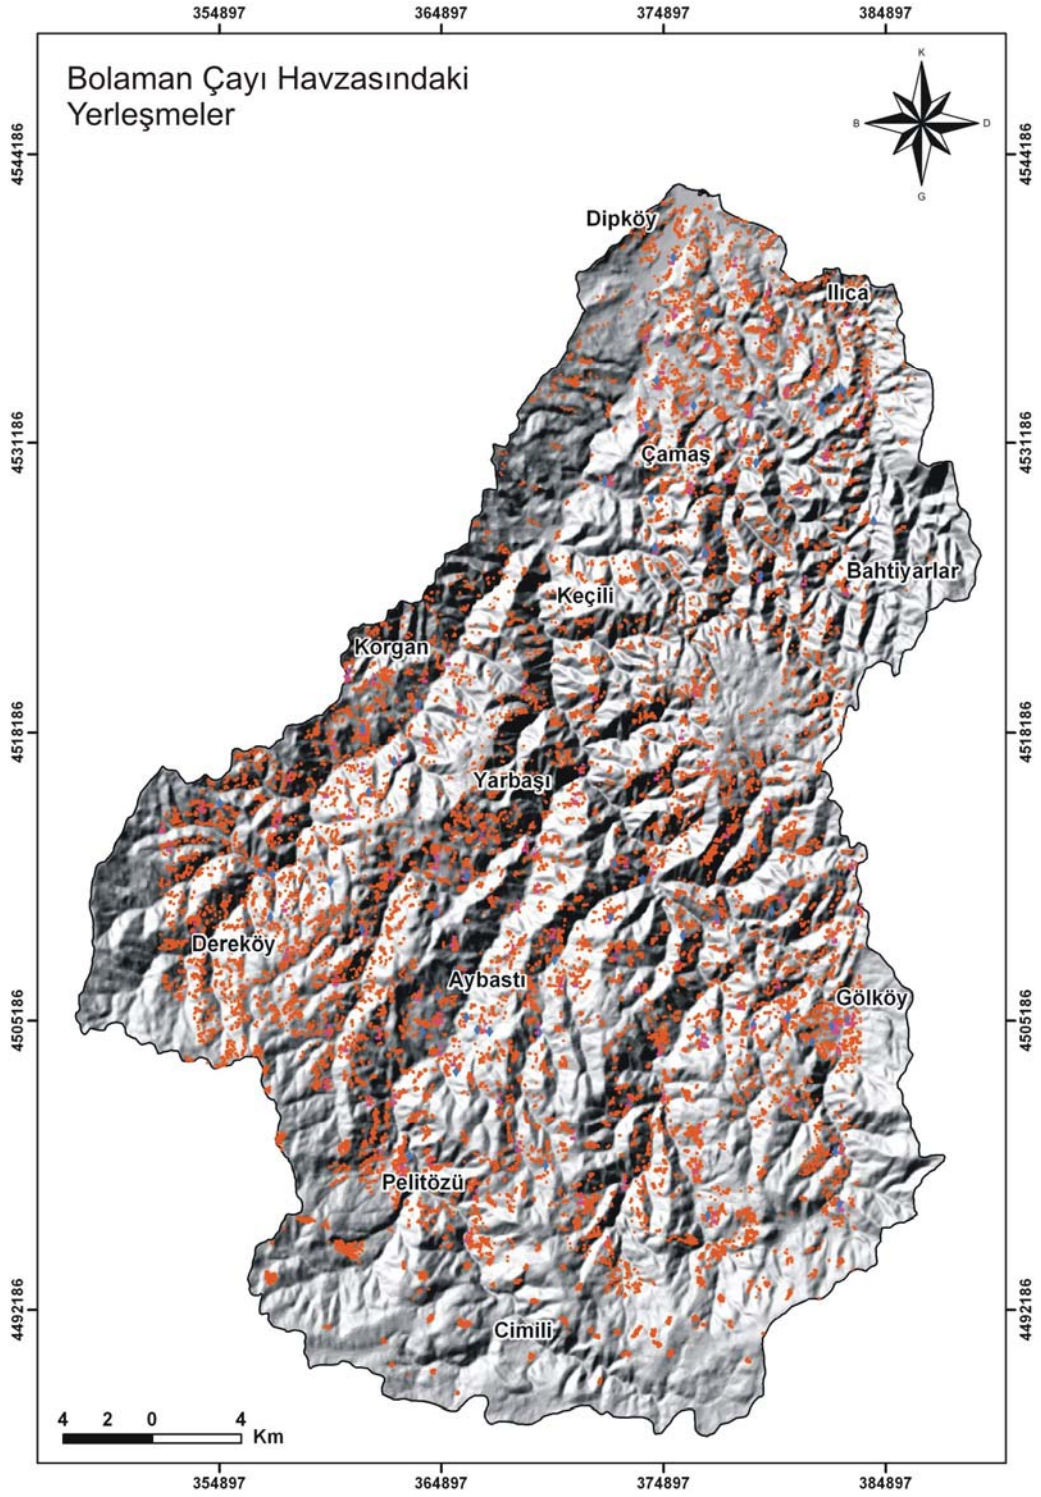 354897 364897 374897 384897
Bolaman Çayı Havzasındaki
Yerleşmeler
K
B D
G
4544186 4544186
Dipköy
Ilıca
4531186 4531186
Çamaş
Bahtiyarlar
Keçili
Korgan
4518186 4518186
Yarbaşı
Dereköy
Aybastı
Gölköy
4505186 4505186
Pelitözü
4492186 4492186
Cimili
4 2 0 4
Km
354897 364897 374897 384897